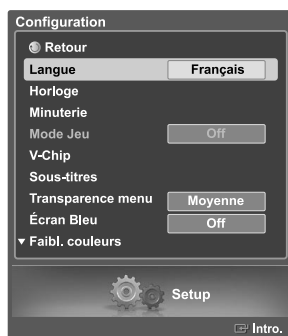 Configuration
Retour
Langue Français
Horloge
Minuterie
Mode Jeu Off
V-Chip
Sous-titres
Transparence menu Moyenne
Écran Bleu Off
▼ Faibl. couleurs
Setup
Intro.